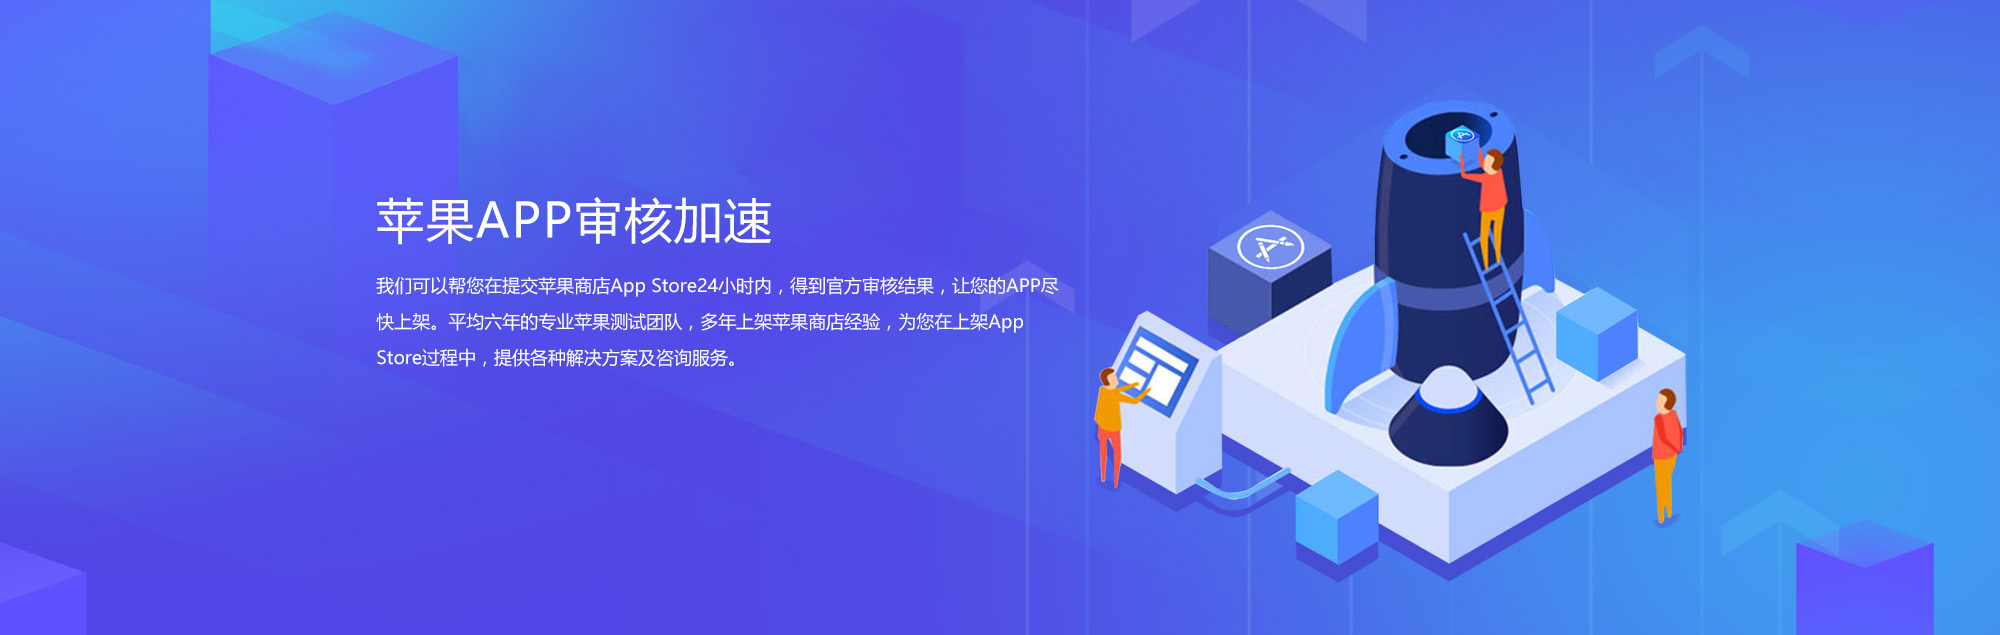 苹果APP审核加速
我们可以帮您在提交苹果商店App Store24小时内，得到官方审核结果，让您的APP尽
快上架。平均六年的专业苹果测试团队，多年上架苹果商店经验，为您在上架App
Store过程中，提供各种解决方案及咨询服务。